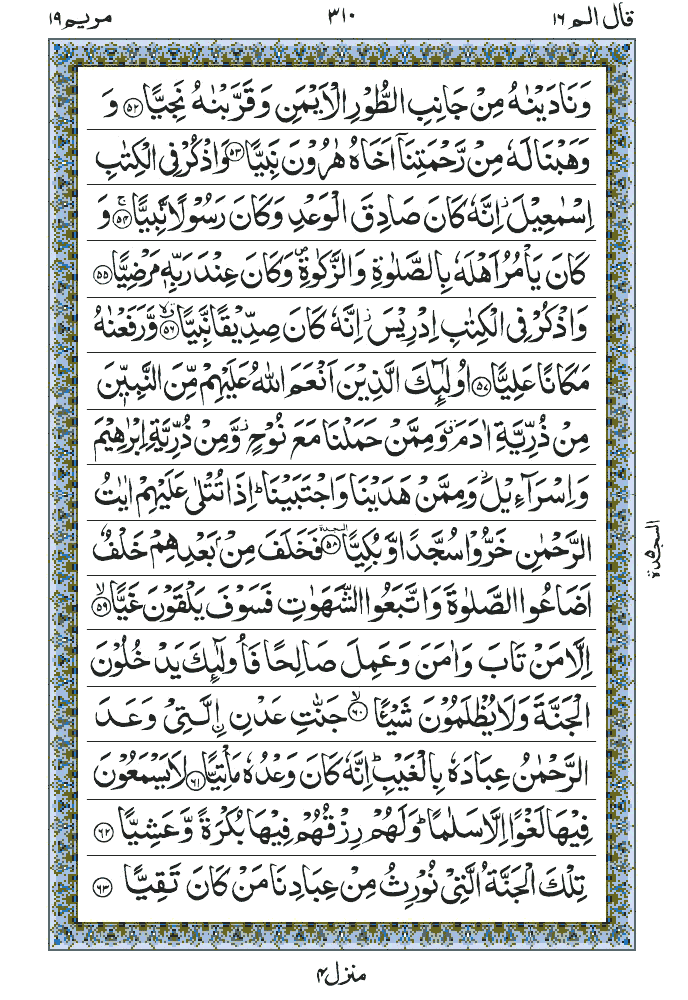 قال الم ١٦ ٣١٠ مريم ١٩
وَنَادَيْنٰهُ مِنْ جَانِبِ الطُّوْرِ الْاَيْمَنِ وَقَرَّبْنٰهُ نَجِيًّا ﴿٥٢﴾ وَ
وَهَبْنَا لَهٗ مِنْ رَّحْمَتِنَاۤ اَخَاهُ هٰرُوْنَ نَبِيًّا ﴿٥٣﴾ وَاذْكُرْ فِى الْكِتٰبِ
اِسْمٰعِيْلَ ؗ اِنَّهٗ كَانَ صَادِقَ الْوَعْدِ وَكَانَ رَسُوْلًا نَّبِيًّا ﴿٥٤﴾ۚ وَ
كَانَ يَاْمُرُ اَهْلَهٗ بِالصَّلٰوةِ وَالزَّكٰوةِ ۪ وَكَانَ عِنْدَ رَبِّهٖ مَرْضِيًّا ﴿٥٥﴾
وَاذْكُرْ فِى الْكِتٰبِ اِدْرِيْسَ ؗ اِنَّهٗ كَانَ صِدِّيْقًا نَّبِيًّا ﴿٥٦﴾ۙ وَّرَفَعْنٰهُ
مَكَانًا عَلِيًّا ﴿٥٧﴾ اُولٰٓئِكَ الَّذِيْنَ اَنْعَمَ اللّٰهُ عَلَيْهِمْ مِّنَ النَّبِيّٖنَ
مِنْ ذُرِّيَّةِ اٰدَمَ ۗ وَمِمَّنْ حَمَلْنَا مَعَ نُوْحٍ ؗ وَّمِنْ ذُرِّيَّةِ اِبْرٰهِيْمَ
وَاِسْرَآءِيْلَ ؗ وَمِمَّنْ هَدَيْنَا وَاجْتَبَيْنَا ؕ اِذَا تُتْلٰى عَلَيْهِمْ اٰيٰتُ
الرَّحْمٰنِ خَرُّوْا سُجَّدًا وَّبُكِيًّا ﴿٥٨﴾ السجدة فَخَلَفَ مِنْۢ بَعْدِهِمْ خَلْفٌ
السجدة ٥
اَضَاعُوا الصَّلٰوةَ وَاتَّبَعُوا الشَّهَوٰتِ فَسَوْفَ يَلْقَوْنَ غَيًّا ﴿٥٩﴾ۙ
اِلَّا مَنْ تَابَ وَاٰمَنَ وَعَمِلَ صَالِحًا فَاُولٰٓئِكَ يَدْخُلُوْنَ
الْجَنَّةَ وَلَا يُظْلَمُوْنَ شَيْـًٔا ﴿٦٠﴾ۙ جَنّٰتِ عَدْنِ ۨالَّتِىْ وَعَدَ
الرَّحْمٰنُ عِبَادَهٗ بِالْغَيْبِ ؕ اِنَّهٗ كَانَ وَعْدُهٗ مَاْتِيًّا ﴿٦١﴾ لَا يَسْمَعُوْنَ
فِيْهَا لَغْوًا اِلَّا سَلٰمًا ؕ وَلَهُمْ رِزْقُهُمْ فِيْهَا بُكْرَةً وَّعَشِيًّا ﴿٦٢﴾
تِلْكَ الْجَنَّةُ الَّتِىْ نُوْرِثُ مِنْ عِبَادِنَا مَنْ كَانَ تَقِيًّا ﴿٦٣﴾
منزل ٤